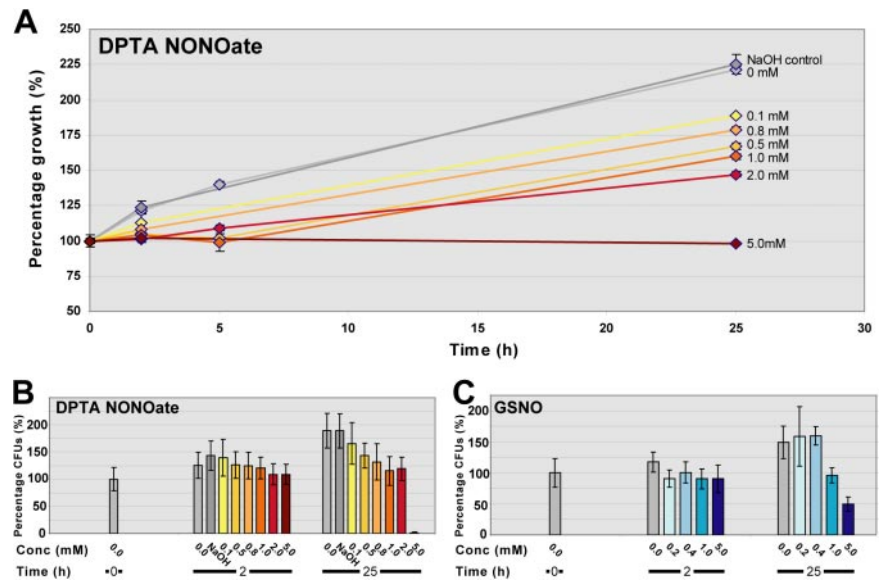 A
DPTA NONOate
Percentage growth (%)
250
225
200
175
150
125
100
75
50
0 5 10 15 20 25 30
Time (h)
NaOH control
0 mM
0.1 mM
0.8 mM
0.5 mM
1.0 mM
2.0 mM
5.0mM
B
DPTA NONOate
Percentage CFUs (%)
200
150
100
50
0
Conc (mM) 0.0 0.0 NaOH 0.1 0.5 0.8 1.0 2.0 5.0 0.0 NaOH 0.1 0.5 0.8 1.0 2.0 5.0
Time (h) 0 2 25
C
GSNO
Percentage CFUs (%)
200
150
100
50
0
Conc (mM) 0.0 0.0 0.2 0.4 1.0 5.0 0.0 0.2 0.4 1.0 5.0
Time (h) 0 2 25